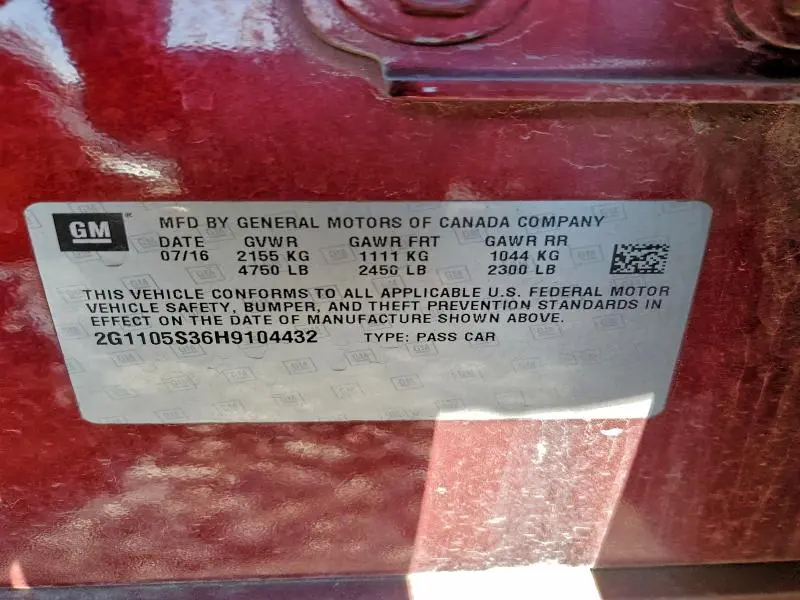 GM ® MFD BY GENERAL MOTORS OF CANADA COMPANY
DATE GVWR GAWR FRT GAWR RR
07/16 2155 KG 1111 KG 1044 KG
4750 LB 2450 LB 2300 LB
THIS VEHICLE CONFORMS TO ALL APPLICABLE U.S. FEDERAL MOTOR
VEHICLE SAFETY, BUMPER, AND THEFT PREVENTION STANDARDS IN
EFFECT ON THE DATE OF MANUFACTURE SHOWN ABOVE.
2G1105S36H9104432 TYPE: PASS CAR